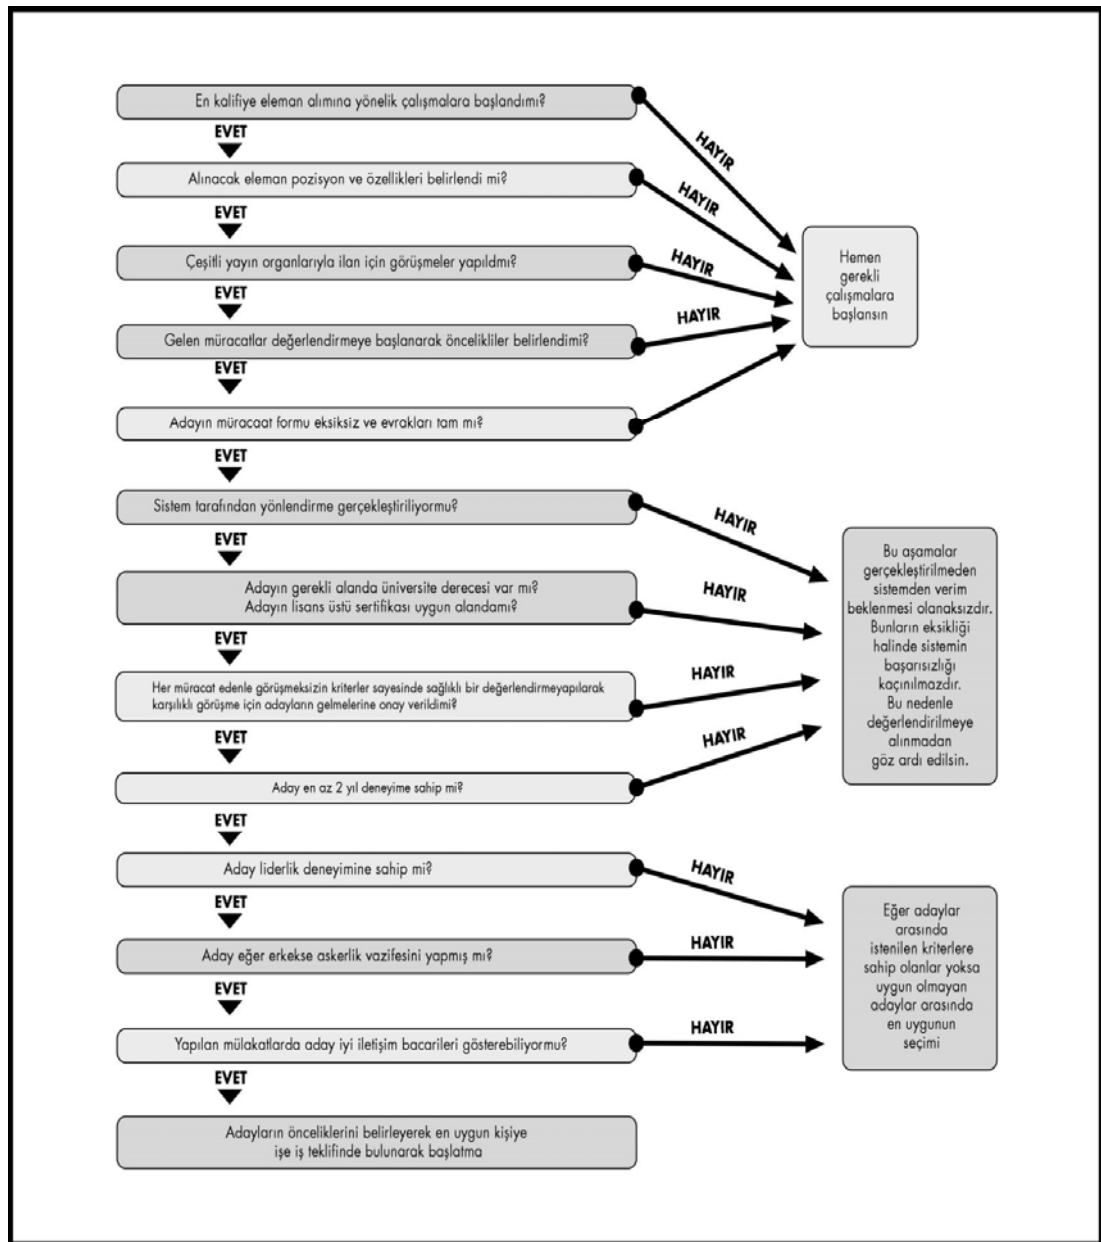 En kalifiye eleman alımına yönelik çalışmalara başlandımı?
EVET
HAYIR
Alınacak eleman pozisyon ve özellikleri belirlendi mi?
EVET
HAYIR
Çeşitli yayın organlarıyla ilan için görüşmeler yapıldmı?
EVET
HAYIR
Gelen müracatlar değerlendirmeye başlanarak öncelikliler belirlendimi?
EVET
HAYIR
Adayın müracaat formu eksiksiz ve evrakları tam mı?
EVET
Hemen
gerekli
çalışmalara
başlansın
Sistem tarafından yönlendirme gerçekleştiriliyormu?
EVET
HAYIR
Adayın gerekli alanda üniversite derecesi var mı?
Adayın lisans üstü sertifikası uygun alandamı?
EVET
HAYIR
Her müracat edenle görüşmeksizin kriterler sayesinde sağlıklı bir değerlendirmeyapılarak
karşılıklı görüşme için adayların gelmelerine onay verildimi?
EVET
HAYIR
Aday en az 2 yıl deneyime sahip mi?
EVET
HAYIR
Bu aşamalar
gerçekleştirilmeden
sistemden verim
beklenmesi olanaksızdır.
Bunların eksikliği
halinde sistemin
başarısızlığı
kaçınılmazdır.
Bu nedenle
değerlendirilmeye
alınmadan
göz ardı edilsin.
Aday liderlik deneyimine sahip mi?
EVET
HAYIR
Aday eğer erkekse askerlik vazifesini yapmış mı?
EVET
HAYIR
Yapılan mülakatlarda aday iyi iletişim bacarileri gösterebiliyormu?
EVET
HAYIR
Eğer adaylar
arasında
istenilen kriterlere
sahip olanlar yoksa
uygun olmayan
adaylar arasında
en uygunun
seçimi
Adayların önceliklerini belirleyerek en uygun kişiye
işe iş teklifinde bulunarak başlatma